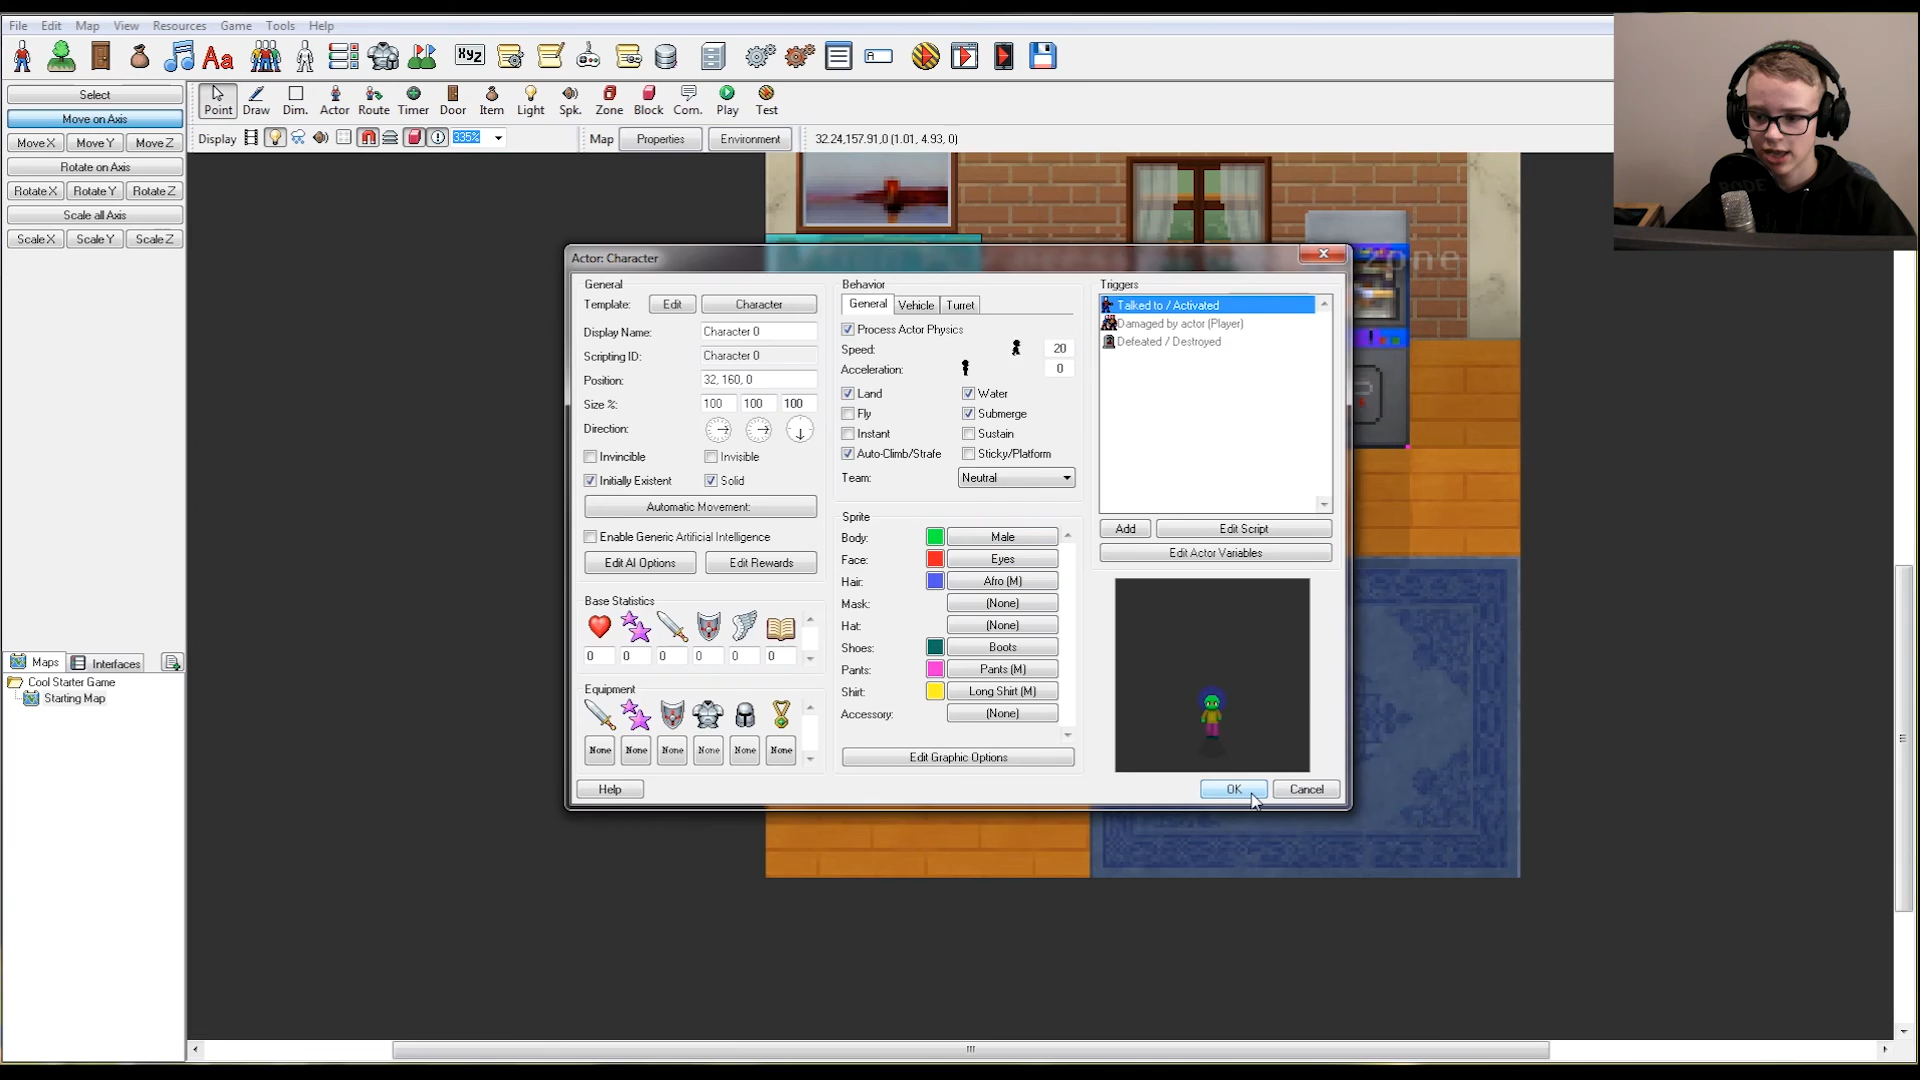 File Edit Map View Resources Game Tools Help
Aa XYZ A
Select
Move on Axis
Move X Move Y Move Z
Rotate on Axis
Rotate X Rotate Y Rotate Z
Scale all Axis
Scale X Scale Y Scale Z
Point Draw Dim. Actor Route Timer Door Item Light Spk. Zone Block Com. Play Test
Display 335% Map Properties Environment 32.24,157.91,0 (1.01, 4.93, 0)
zone
RODE
Actor: Character
General
Template: Edit Character
Display Name: Character 0
Scripting ID: Character 0
Position: 32, 160, 0
Size %: 100 100 100
Direction:
Invincible Invisible
Initially Existent Solid
Automatic Movement:
Enable Generic Artificial Intelligence
Edit AI Options Edit Rewards
Base Statistics
0 0 0 0 0 0
Equipment
None None None None None None
Help
Behavior
General Vehicle Turret
Process Actor Physics
Speed: 20
Acceleration: 0
Land Water
Fly Submerge
Instant Sustain
Auto-Climb/Strafe Sticky/Platform
Team: Neutral
Sprite
Body: Male
Face: Eyes
Hair: Afro (M)
Mask: (None)
Hat: (None)
Shoes: Boots
Pants: Pants (M)
Shirt: Long Shirt (M)
Accessory: (None)
Edit Graphic Options
Triggers
Talked to / Activated
Damaged by actor (Player)
Defeated / Destroyed
Add Edit Script
Edit Actor Variables
OK Cancel
Maps Interfaces
Cool Starter Game
Starting Map